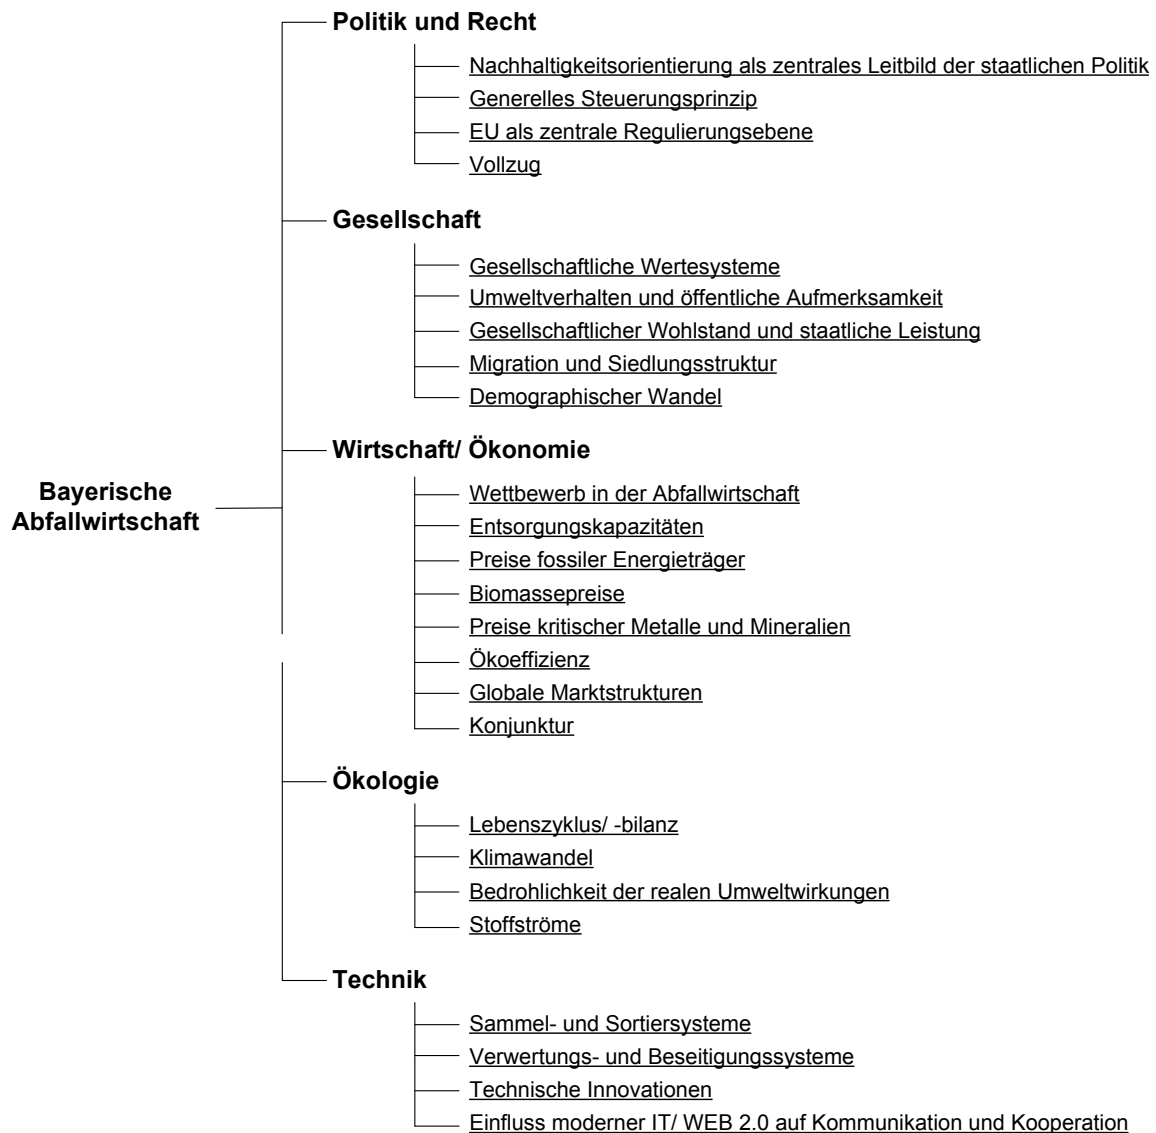 Politik und Recht
Nachhaltigkeitsorientierung als zentrales Leitbild der staatlichen Politik
Generelles Steuerungsprinzip
EU als zentrale Regulierungsebene
Vollzug
Gesellschaft
Gesellschaftliche Wertesysteme
Umweltverhalten und öffentliche Aufmerksamkeit
Gesellschaftlicher Wohlstand und staatliche Leistung
Migration und Siedlungsstruktur
Demographischer Wandel
Wirtschaft/ Ökonomie
Bayerische
Abfallwirtschaft
Wettbewerb in der Abfallwirtschaft
Entsorgungskapazitäten
Preise fossiler Energieträger
Biomassepreise
Preise kritischer Metalle und Mineralien
Ökoeffizienz
Globale Marktstrukturen
Konjunktur
Ökologie
Lebenszyklus/ -bilanz
Klimawandel
Bedrohlichkeit der realen Umweltwirkungen
Stoffströme
Technik
Sammel- und Sortiersysteme
Verwertungs- und Beseitigungssysteme
Technische Innovationen
Einfluss moderner IT/ WEB 2.0 auf Kommunikation und Kooperation